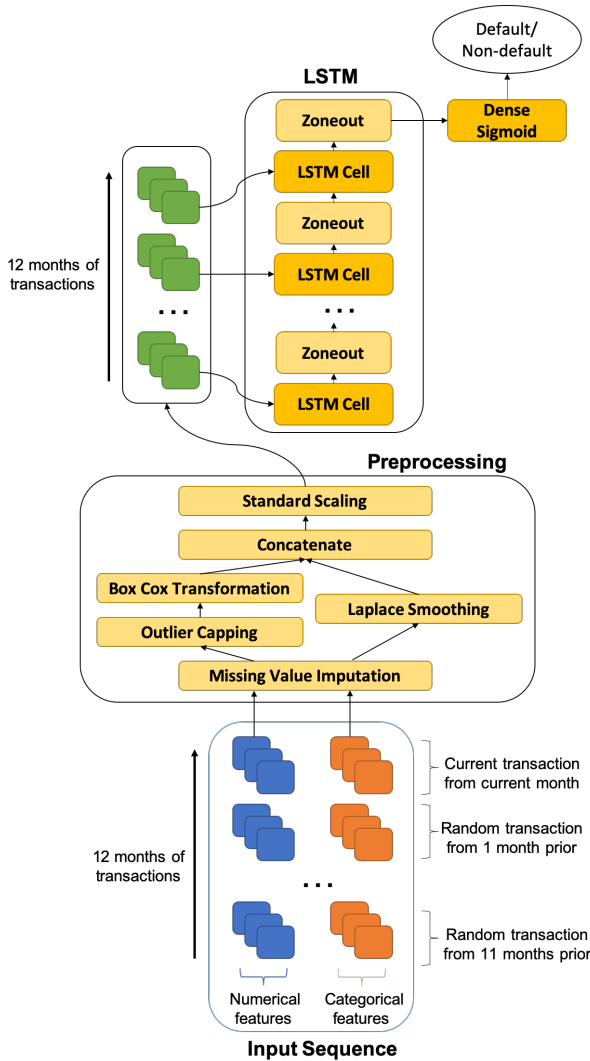 Default/
Non-default
LSTM
Zoneout
Dense
Sigmoid
LSTM Cell
Zoneout
12 months of
transactions
LSTM Cell
...
...
Zoneout
LSTM Cell
Preprocessing
Standard Scaling
Concatenate
Box Cox Transformation
Laplace Smoothing
Outlier Capping
Missing Value Imputation
Current transaction
from current month
Random transaction
from 1 month prior
12 months of
transactions
...
Random transaction
from 11 months prior
Numerical
features
Categorical
features
Input Sequence